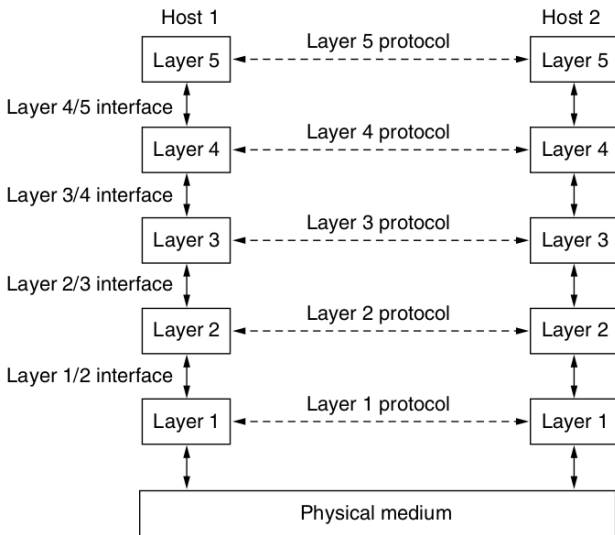 Host 1
Host 2
Layer 5
Layer 5 protocol
Layer 5
Layer 4/5 interface
Layer 4
Layer 4 protocol
Layer 4
Layer 3/4 interface
Layer 3
Layer 3 protocol
Layer 3
Layer 2/3 interface
Layer 2
Layer 2 protocol
Layer 2
Layer 1/2 interface
Layer 1
Layer 1 protocol
Layer 1
Physical medium